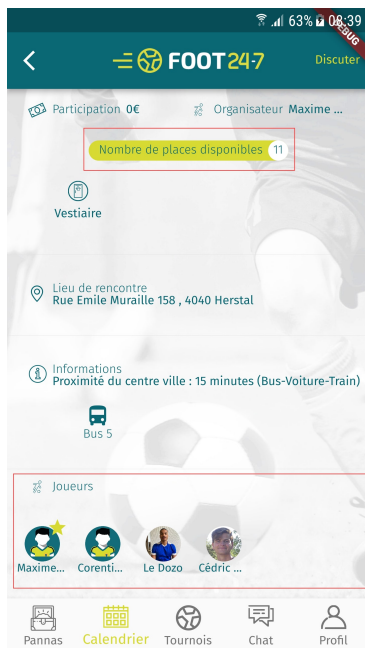 63% 08:39
DEBUG
FOOT 24·7
Discuter
Participation 0€
Organisateur Maxime ...
Nombre de places disponibles 11
Vestiaire
Lieu de rencontre
Rue Emile Muraille 158 , 4040 Herstal
Informations
Proximité du centre ville : 15 minutes (Bus-Voiture-Train)
Bus 5
Joueurs
Maxime... Corenti... Le Dozo Cédric ...
Pannas Calendrier Tournois Chat Profil